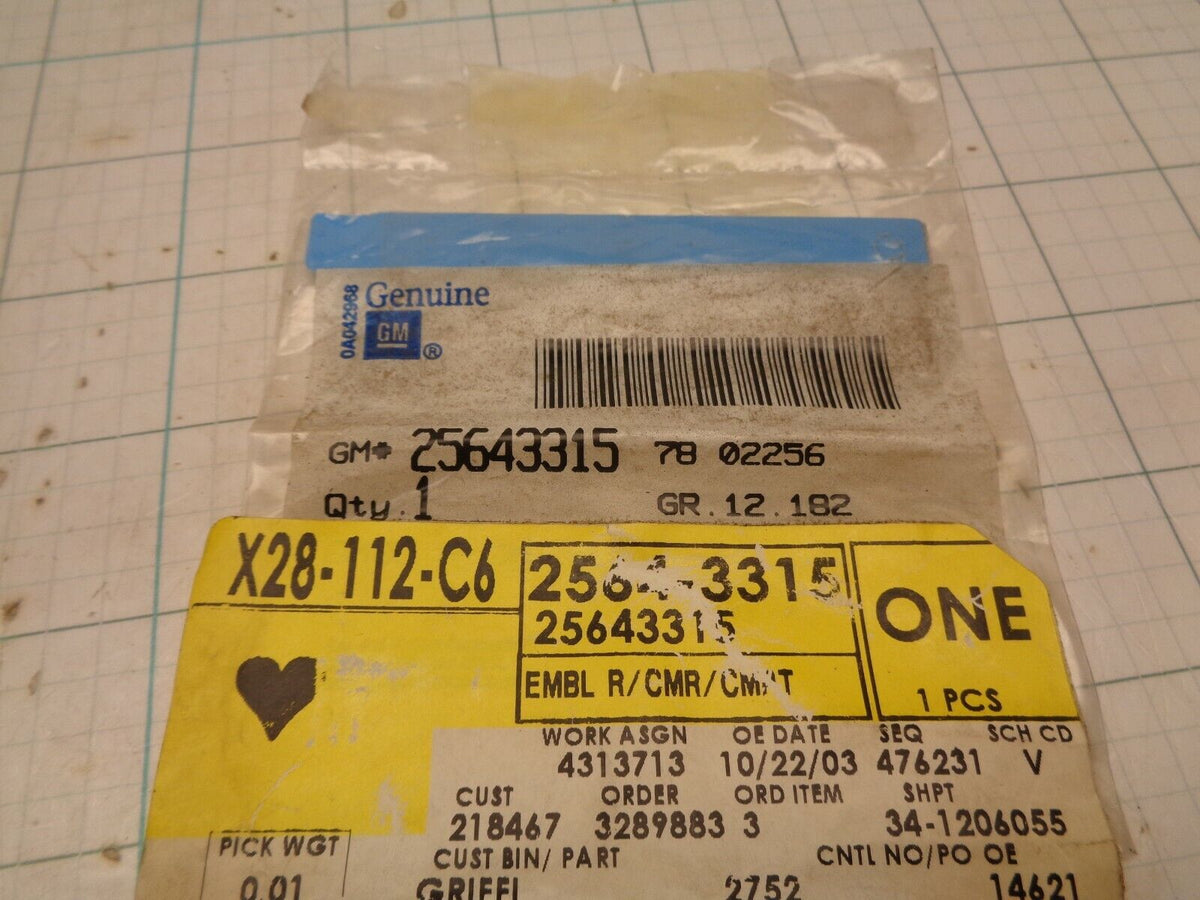 0A042968
Genuine
GM ®
GM# 25643315 78 02256
Qty. 1 GR. 12.182
X28-112-C6
2564-3315
25643315
EMBL R/CMR/CMRT
ONE
1 PCS
WORK ASGN OE DATE SEQ SCH CD
4313713 10/22/03 476231 V
CUST ORDER ORD ITEM SHPT
218467 3289883 3 34-1206055
PICK WGT CUST BIN/ PART CNTL NO/PO OE
0.01 GRIFFI 2752 14621